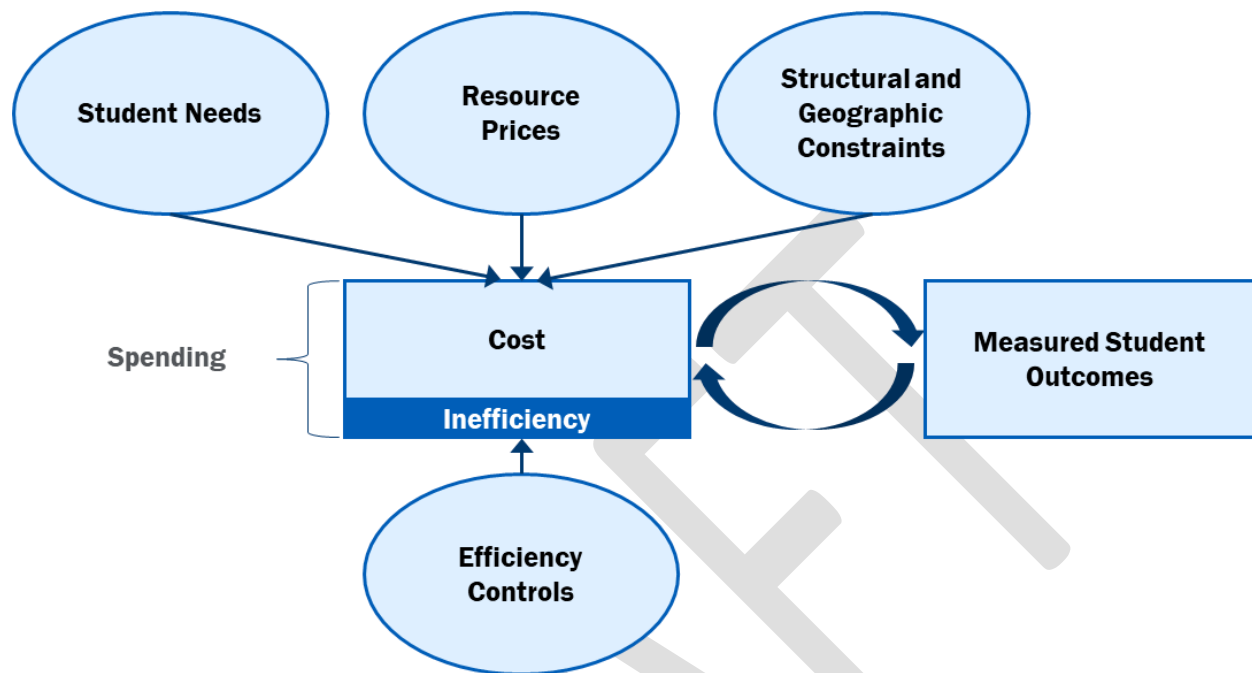 Student Needs
Resource
Prices
Structural and
Geographic
Constraints
Spending
Cost
Inefficiency
Measured Student
Outcomes
Efficiency
Controls